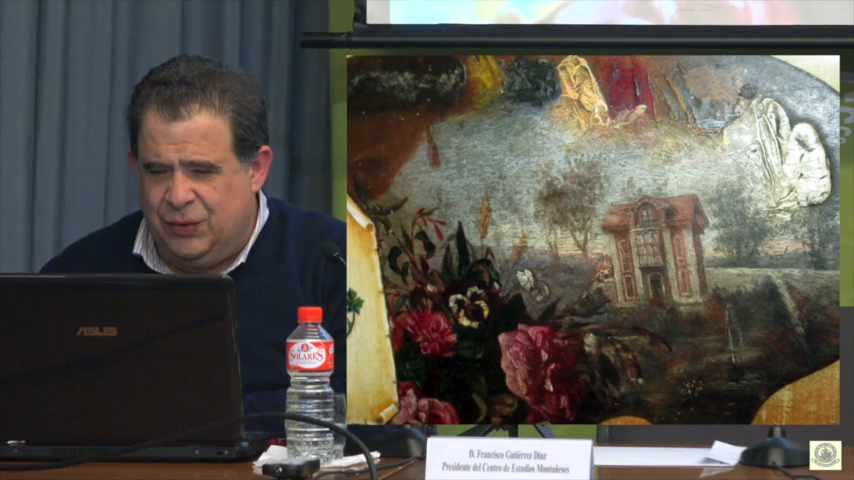 ASUS
SOLARES
D. Francisco Gutiérrez Díaz
Presidente del Centro de Estudios Montañeses